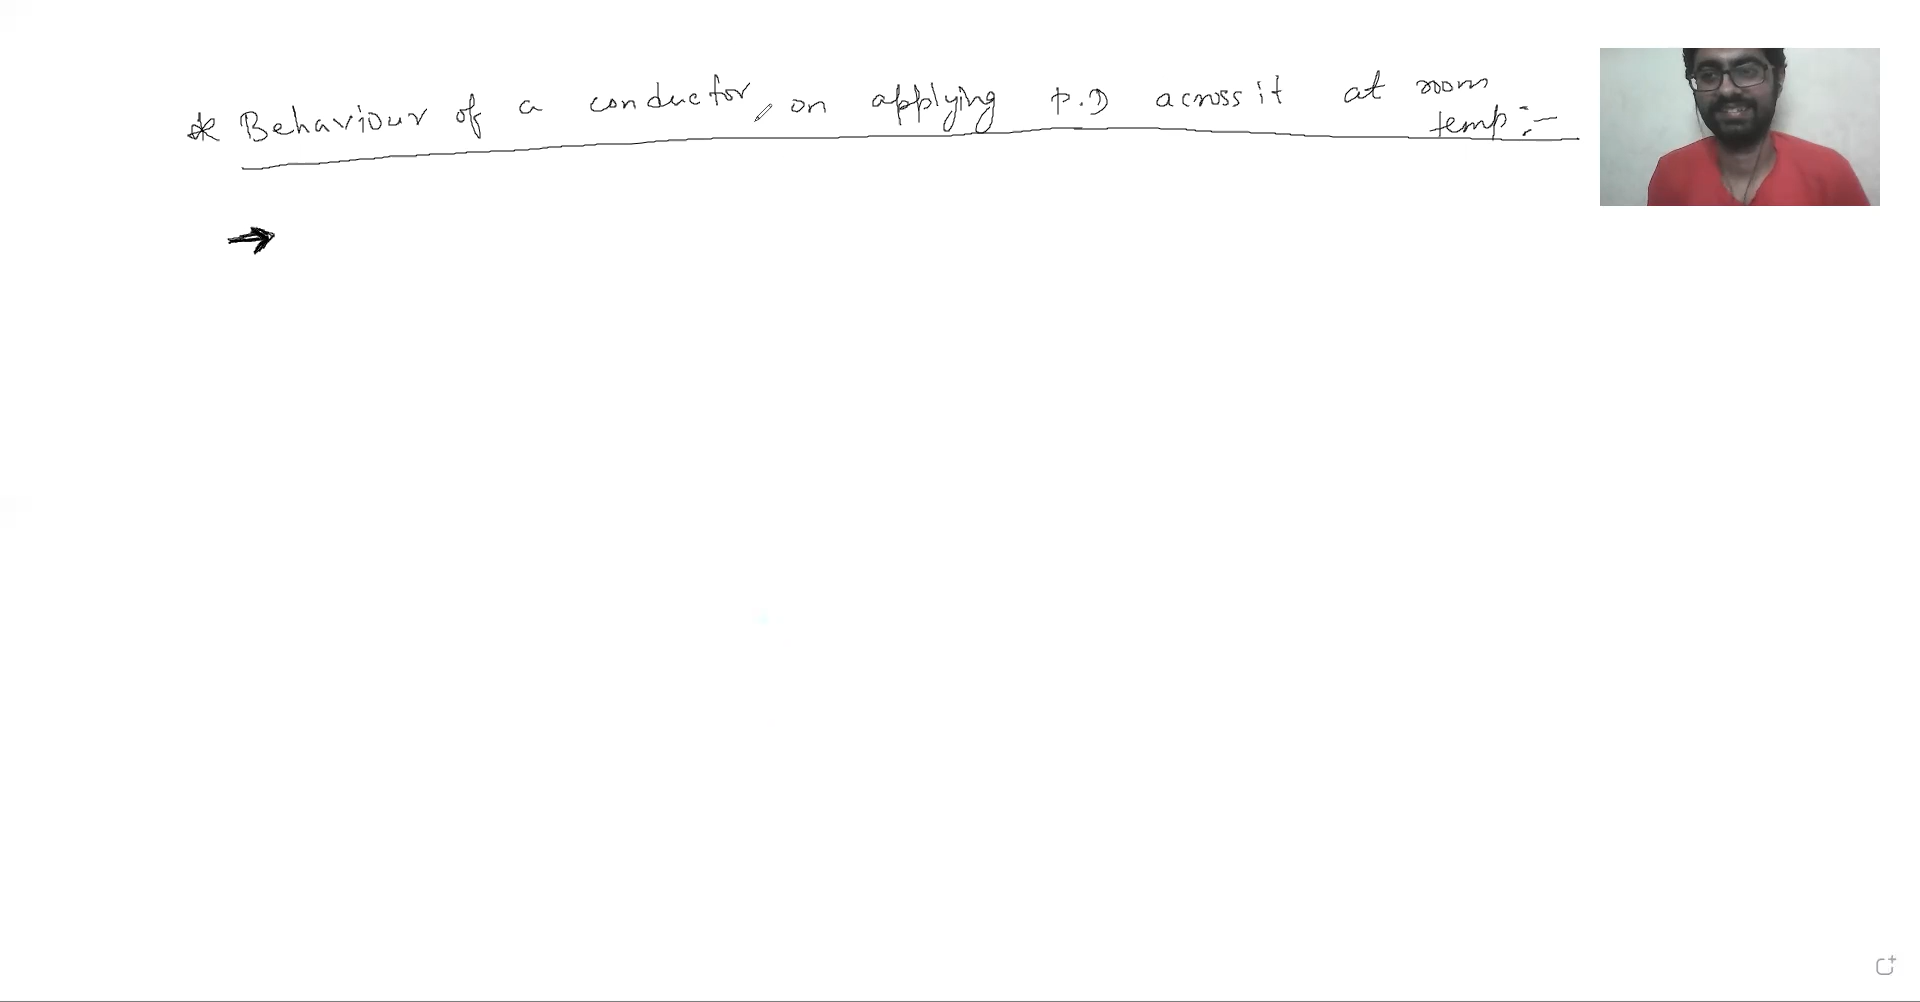 * Behaviour of a conductor, on applying p.D across it at room
temp:-
→